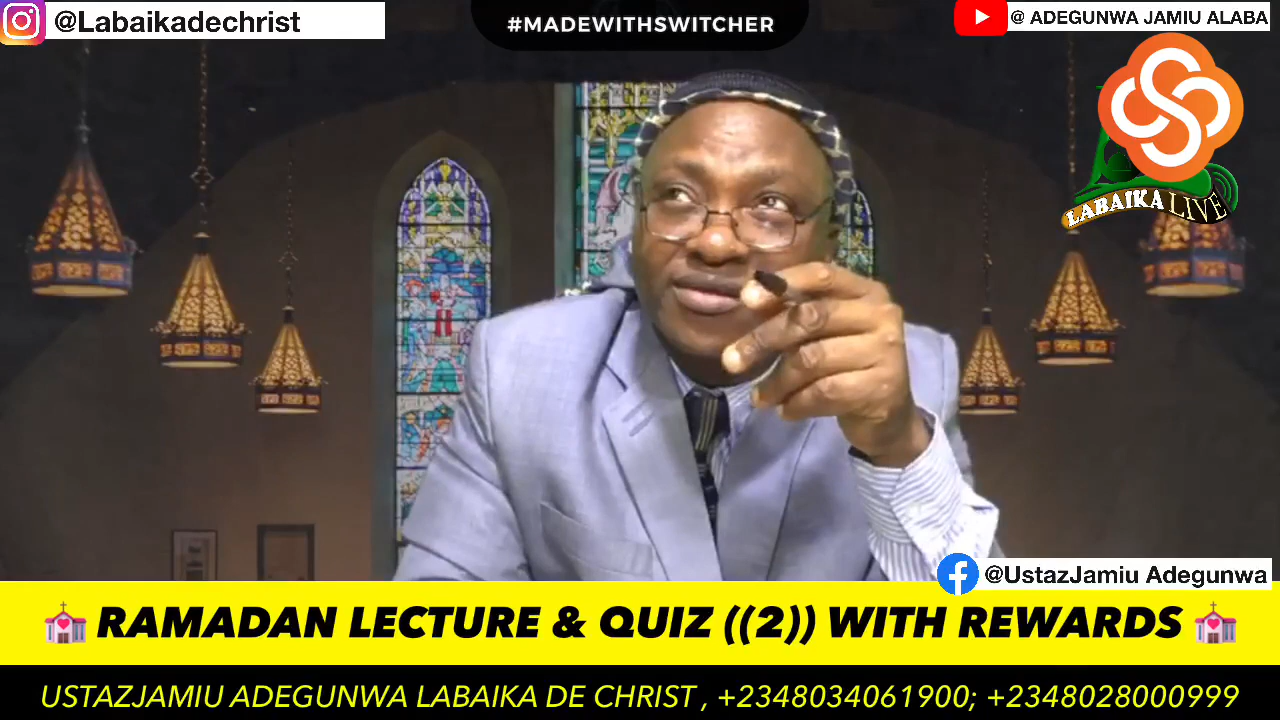 @Labaikadechrist
#MADEWITHSWITCHER
@ ADEGUNWA JAMIU ALABA
LABAIKA LIVE
@UstazJamiu Adegunwa
RAMADAN LECTURE & QUIZ ((2)) WITH REWARDS
USTAZJAMIU ADEGUNWA LABAIKA DE CHRIST , +2348034061900; +2348028000999